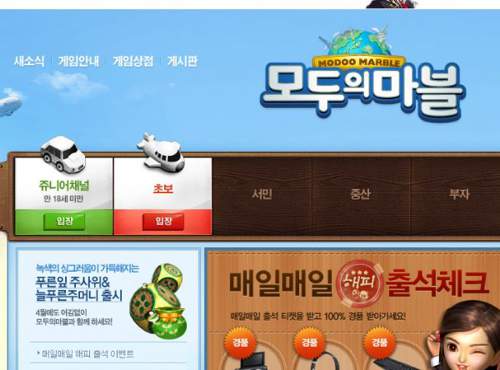 새소식 게임안내 게임상점 게시판
MODOO MARBLE
모두의마블
쥬니어채널
만 18세 미만
입장
초보
입장
서민
중산
부자
녹색의 싱그러움이 가득해지는
푸른잎 주사위&
늘푸른주머니 출시
4월에도 어김없이
모두의마블과 함께 하세요!
매일매일 해피 출석 이벤트
매일매일 해피 출석체크
매일매일 출석 티켓을 받고 100% 경품 받아가세요!
경품
경품
경품